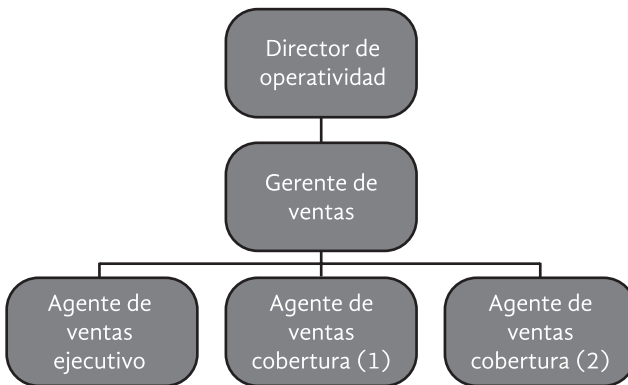 Director de
operatividad
Gerente de
ventas
Agente de
ventas
ejecutivo
Agente de
ventas
cobertura (1)
Agente de
ventas
cobertura (2)